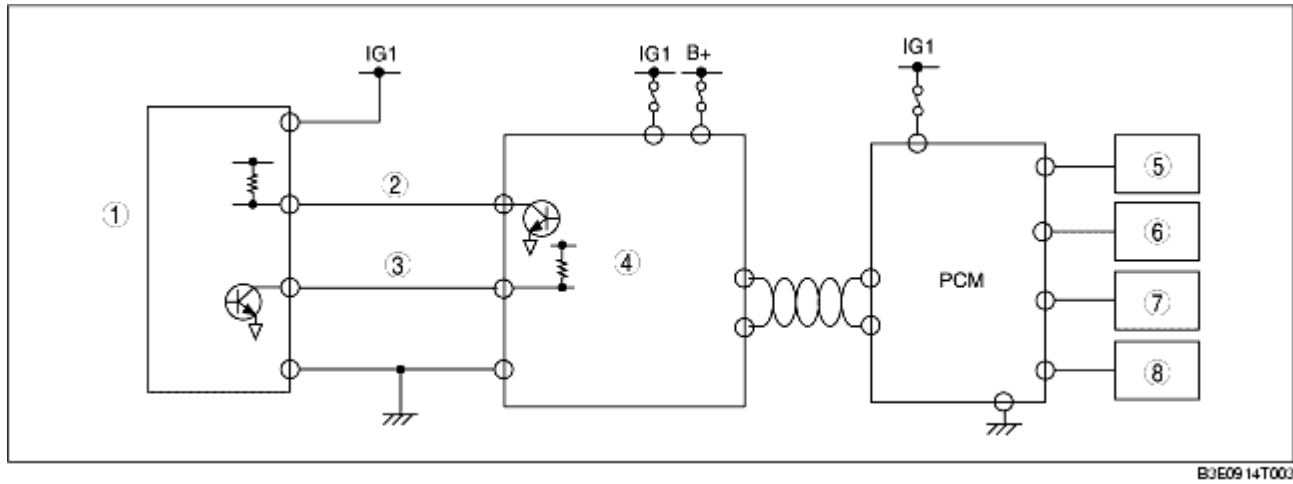 IG1
IG1 B+
IG1
①
②
③
④
PCM
⑤
⑥
⑦
⑧
B3E0914T003